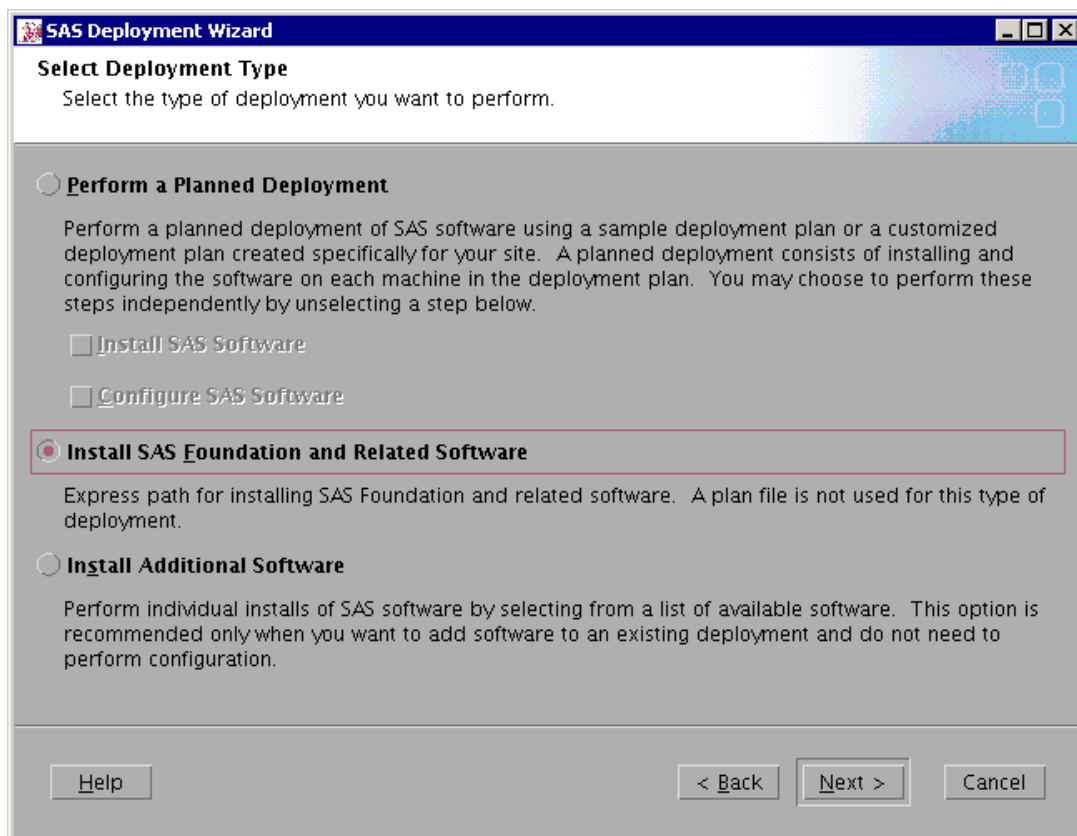 SAS Deployment Wizard
Select Deployment Type
Select the type of deployment you want to perform.
Perform a Planned Deployment
Perform a planned deployment of SAS software using a sample deployment plan or a customized
deployment plan created specifically for your site. A planned deployment consists of installing and
configuring the software on each machine in the deployment plan. You may choose to perform these
steps independently by unselecting a step below.
Install SAS Software
Configure SAS Software
Install SAS Foundation and Related Software
Express path for installing SAS Foundation and related software. A plan file is not used for this type of
deployment.
Install Additional Software
Perform individual installs of SAS software by selecting from a list of available software. This option is
recommended only when you want to add software to an existing deployment and do not need to
perform configuration.
Help
< Back
Next >
Cancel